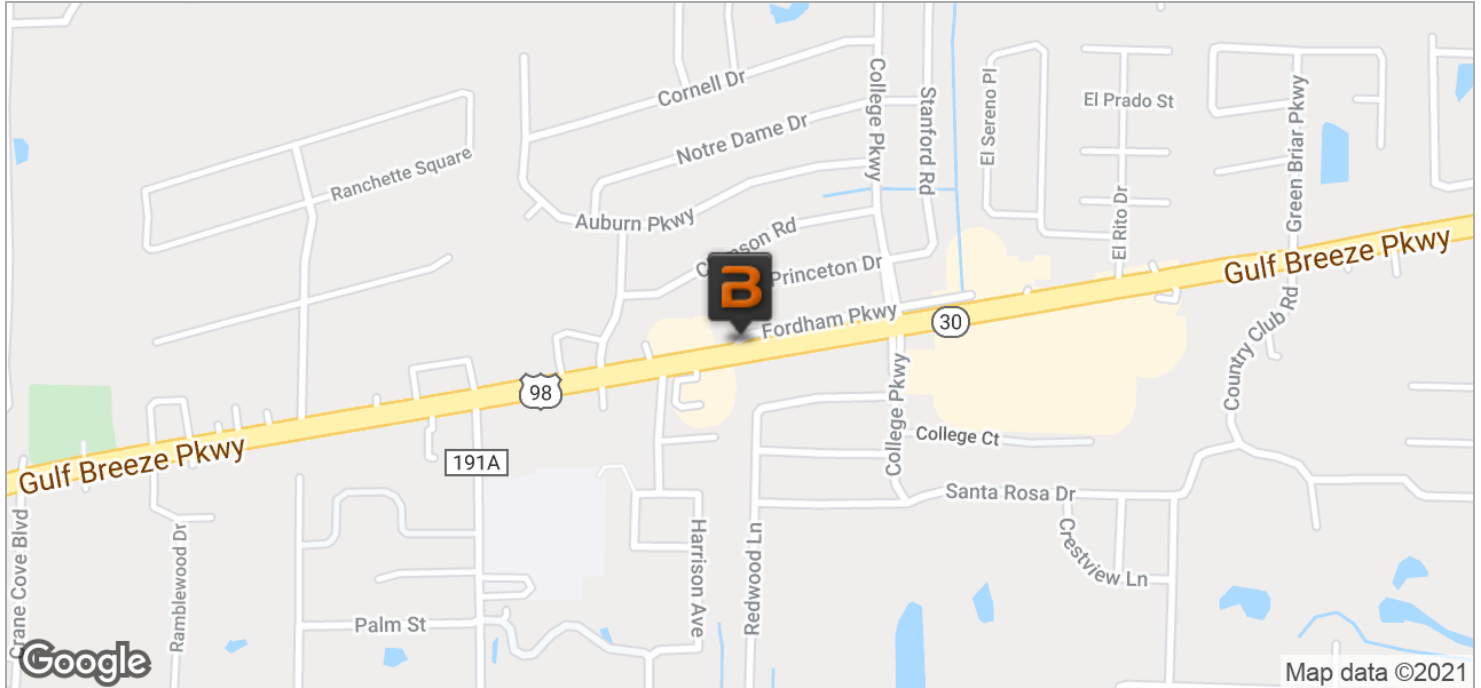 Cornell Dr
College Pkwy
Stanford Rd
El Sereno Pl
El Prado St
Green Briar Pkwy
Notre Dame Dr
Ranchette Square
Auburn Pkwy
El Rito Dr
Gulf Breeze Pkwy
Princeton Dr
B
Fordham Pkwy
30
98
Country Club Rd
College Pkwy
College Ct
Gulf Breeze Pkwy
191A
Santa Rosa Dr
Crane Cove Blvd
Ramblewood Dr
Harrison Ave
Redwood Ln
Crestview Ln
Palm St
Google
Map data ©2021